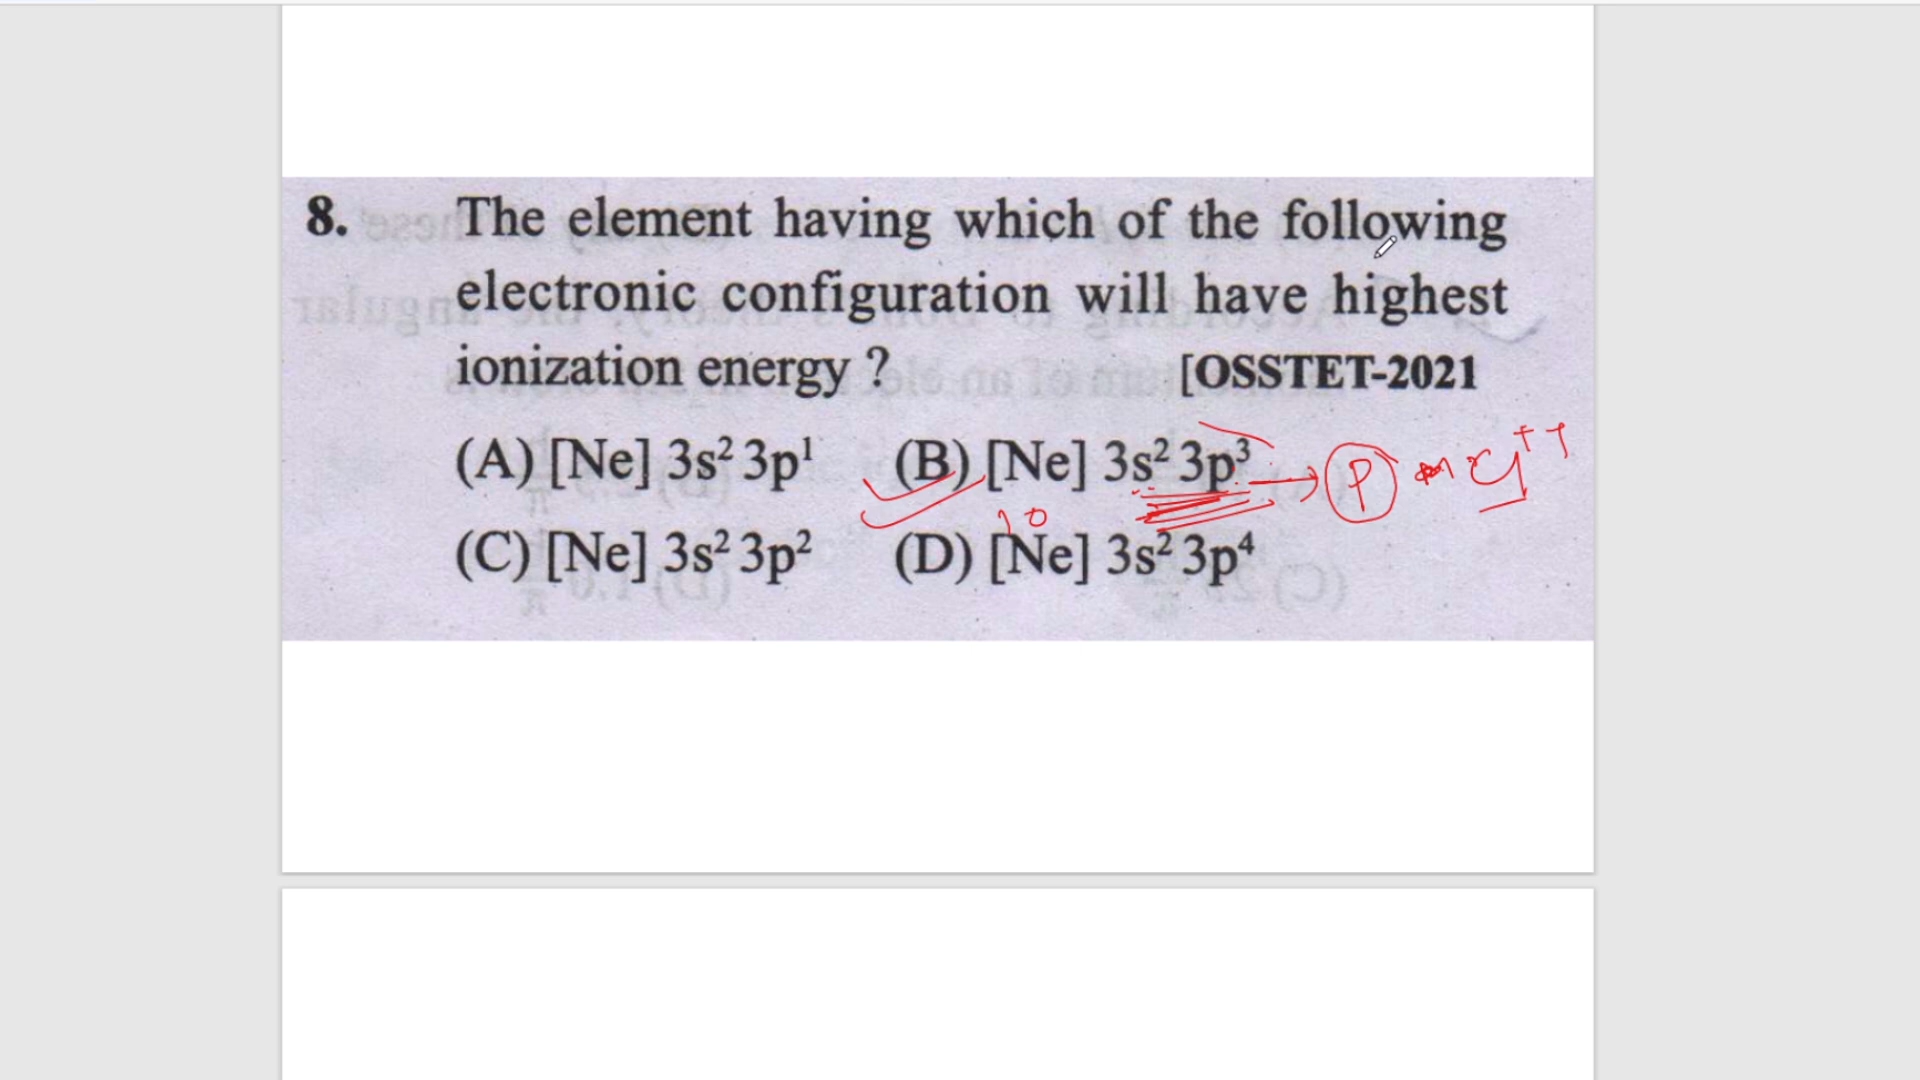 8. The element having which of the following
electronic configuration will have highest
ionization energy ? [OSSTET-2021
(A) [Ne] 3s² 3p¹ (B) [Ne] 3s² 3p³ → P
10
(C) [Ne] 3s² 3p² (D) [Ne] 3s² 3p⁴